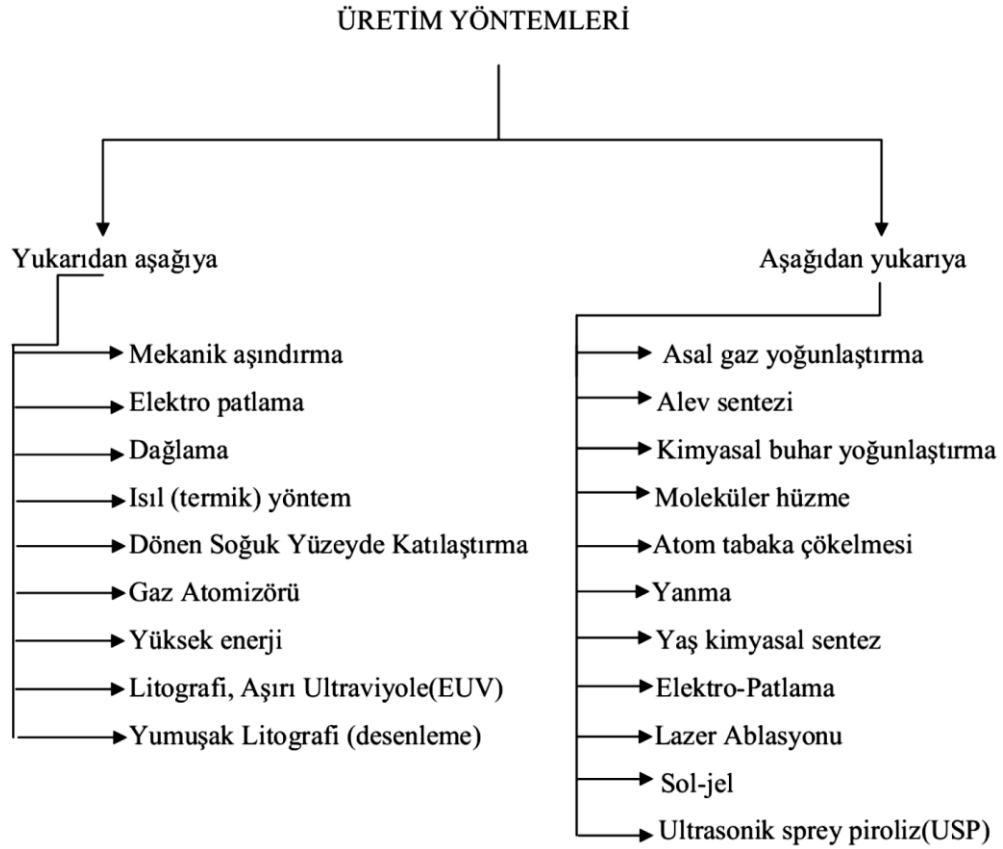 ÜRETİM YÖNTEMLERİ
Yukarıdan aşağıya
Mekanik aşındırma
Elektro patlama
Dağlama
Isıl (termik) yöntem
Dönen Soğuk Yüzeyde Katılaştırma
Gaz Atomizörü
Yüksek enerji
Litografi, Aşırı Ultraviyole(EUV)
Yumuşak Litografi (desenleme)
Aşağıdan yukarıya
Asal gaz yoğunlaştırma
Alev sentezi
Kimyasal buhar yoğunlaştırma
Moleküler hüzme
Atom tabaka çökelmesi
Yanma
Yaş kimyasal sentez
Elektro-Patlama
Lazer Ablasyonu
Sol-jel
Ultrasonik sprey piroliz(USP)